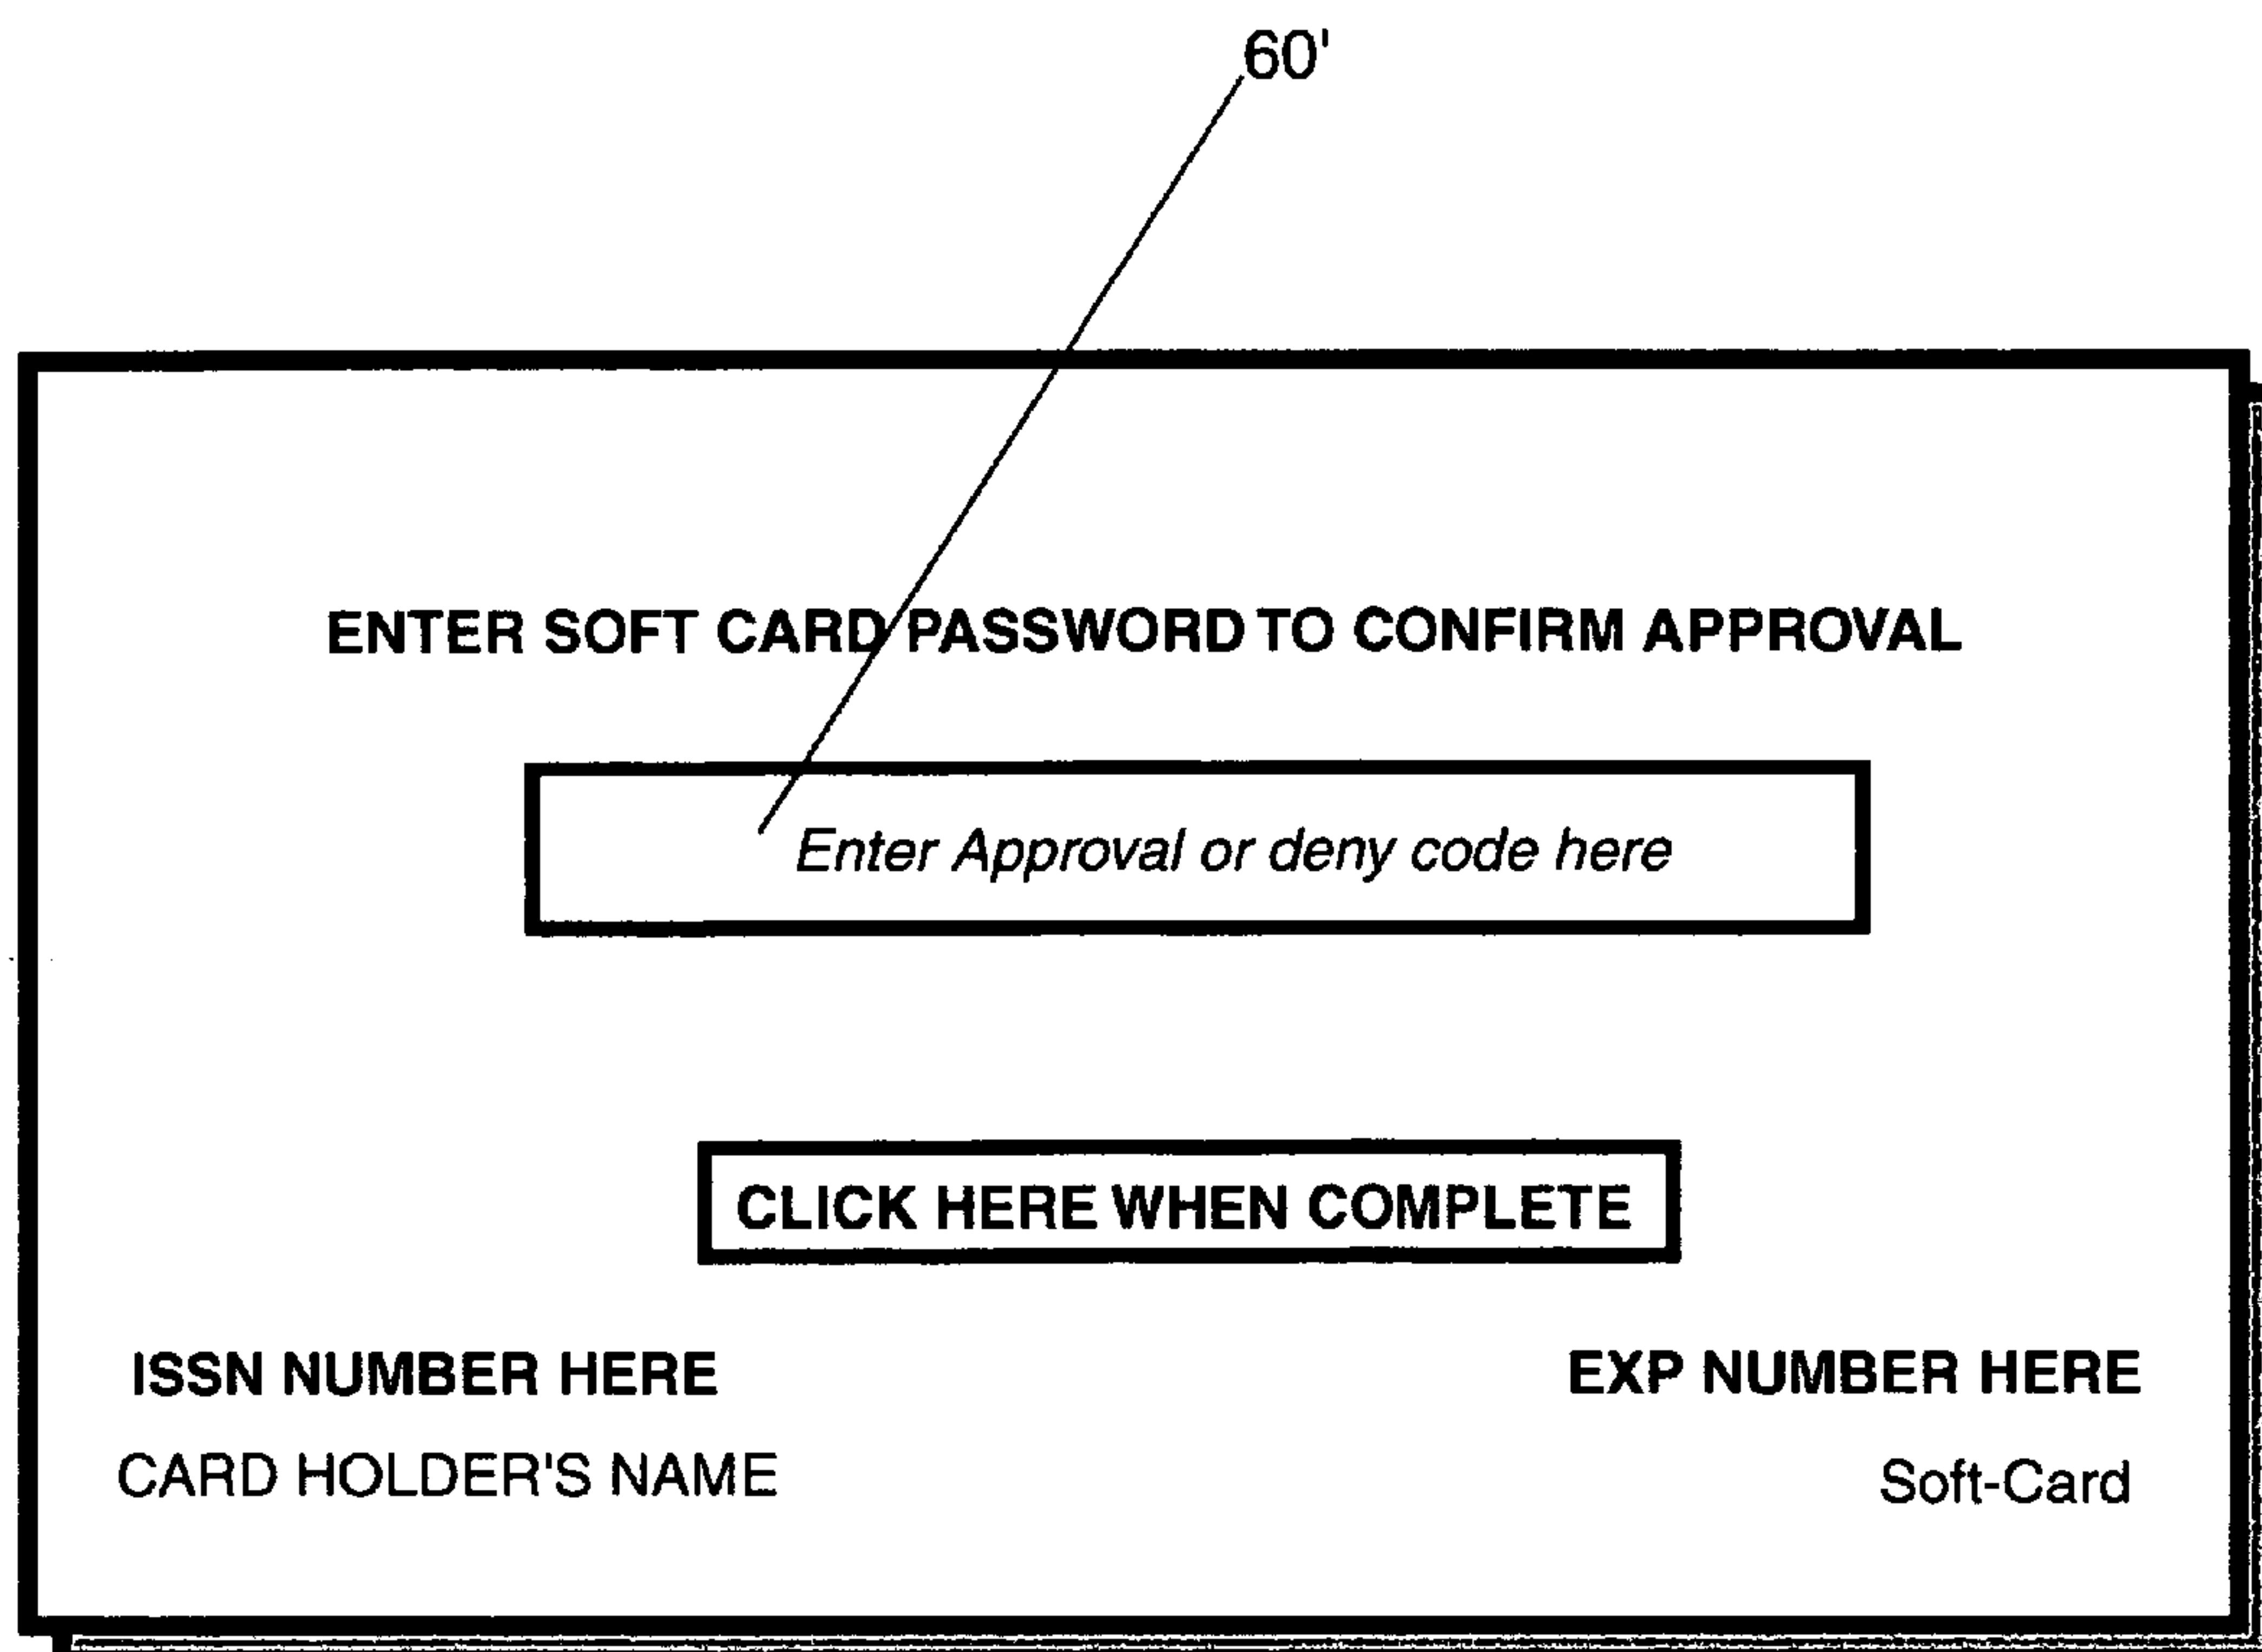 60'
ENTER SOFT CARD PASSWORD TO CONFIRM APPROVAL
Enter Approval or deny code here
CLICK HERE WHEN COMPLETE
ISSN NUMBER HERE EXP NUMBER HERE
CARD HOLDER'S NAME Soft-Card